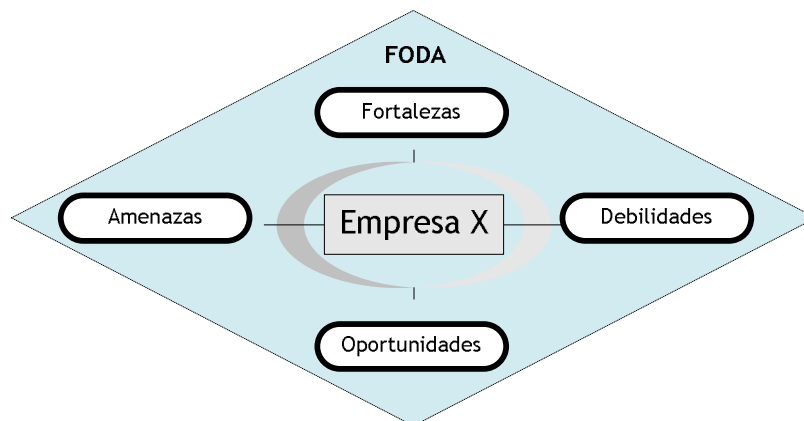 FODA
Fortalezas
Amenazas
Empresa X
Debilidades
Oportunidades